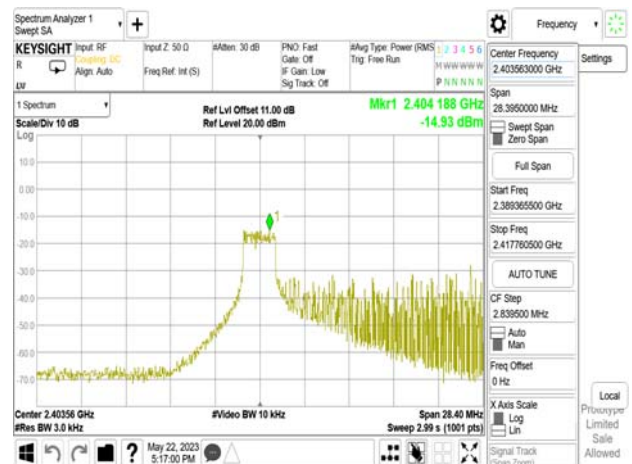 Spectrum Analyzer 1
Swept SA
Frequency
KEYSIGHT
Input: RF
Coupling: DC
Align: Auto
Input Z: 50 Ω
Freq Ref: Int (S)
#Atten: 30 dB
PNO: Fast
Gate: Off
IF Gain: Low
Sig Track: Off
#Avg Type: Power (RMS
Trig: Free Run
1 2 3 4 5 6
M W W W W W
P N N N N N
R
LV
1 Spectrum
Scale/Div 10 dB
Log
Ref Lvl Offset 11.00 dB
Ref Level 20.00 dBm
Mkr1 2.404 188 GHz
-14.93 dBm
10.0
0.00
-10.0
-20.0
-30.0
-40.0
-50.0
-60.0
-70.0
1
Center 2.40356 GHz
#Res BW 3.0 kHz
#Video BW 10 kHz
Span 28.40 MHz
Sweep 2.99 s (1001 pts)
May 22, 2023
5:17:00 PM
Center Frequency
2.403563000 GHz
Settings
Span
28.3950000 MHz
Swept Span
Zero Span
Full Span
Start Freq
2.389365500 GHz
Stop Freq
2.417760500 GHz
AUTO TUNE
CF Step
2.839500 MHz
Auto
Man
Freq Offset
0 Hz
X Axis Scale
Log
Lin
Local
Prototype
Limited
Sale
Allowed
Signal Track
(Span Zoom)